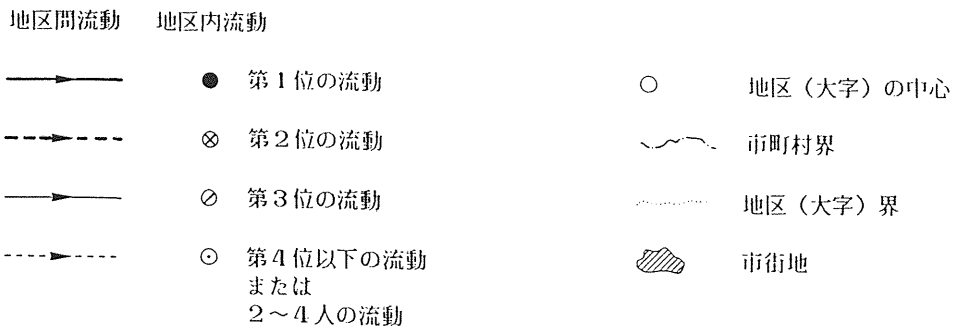 地区間流動 地区内流動
第1位の流動
第2位の流動
第3位の流動
第4位以下の流動
または
2～4人の流動
地区（大字）の中心
市町村界
地区（大字）界
市街地